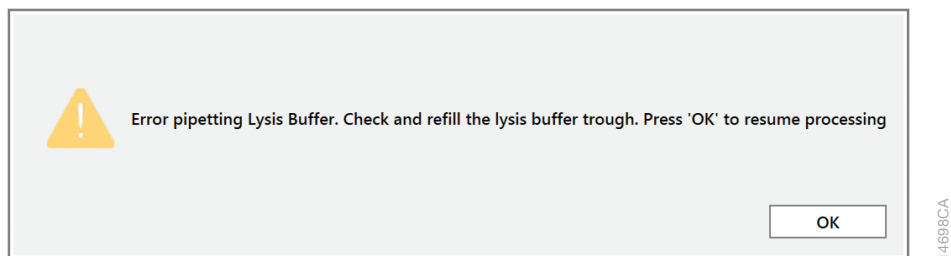 Error pipetting Lysis Buffer. Check and refill the lysis buffer trough. Press 'OK' to resume processing
OK
4698CA